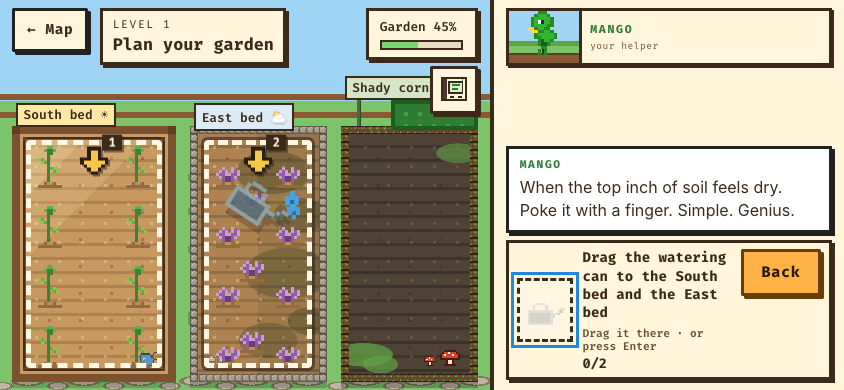 ← Map
LEVEL 1
Plan your garden
Garden 45%
Shady corn
South bed
East bed
1
2
MANGO
your helper
MANGO
When the top inch of soil feels dry.
Poke it with a finger. Simple. Genius.
Drag the watering
can to the South
bed and the East
bed
Drag it there · or
press Enter
0/2
Back